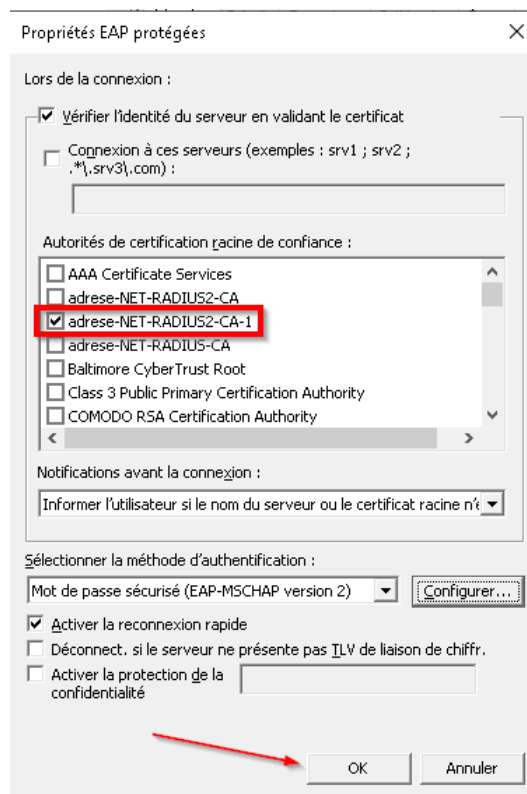 Propriétés EAP protégées
Lors de la connexion :
Vérifier l'identité du serveur en validant le certificat
Connexion à ces serveurs (exemples : srv1 ; srv2 ;
.*\.srv3\.com) :
Autorités de certification racine de confiance :
AAA Certificate Services
adrese-NET-RADIUS2-CA
adrese-NET-RADIUS2-CA-1
adrese-NET-RADIUS-CA
Baltimore CyberTrust Root
Class 3 Public Primary Certification Authority
COMODO RSA Certification Authority
Notifications avant la connexion :
Informer l'utilisateur si le nom du serveur ou le certificat racine n'e
Sélectionner la méthode d'authentification :
Mot de passe sécurisé (EAP-MSCHAP version 2)
Configurer...
Activer la reconnexion rapide
Déconnect. si le serveur ne présente pas TLV de liaison de chiffr.
Activer la protection de la
confidentialité
OK
Annuler